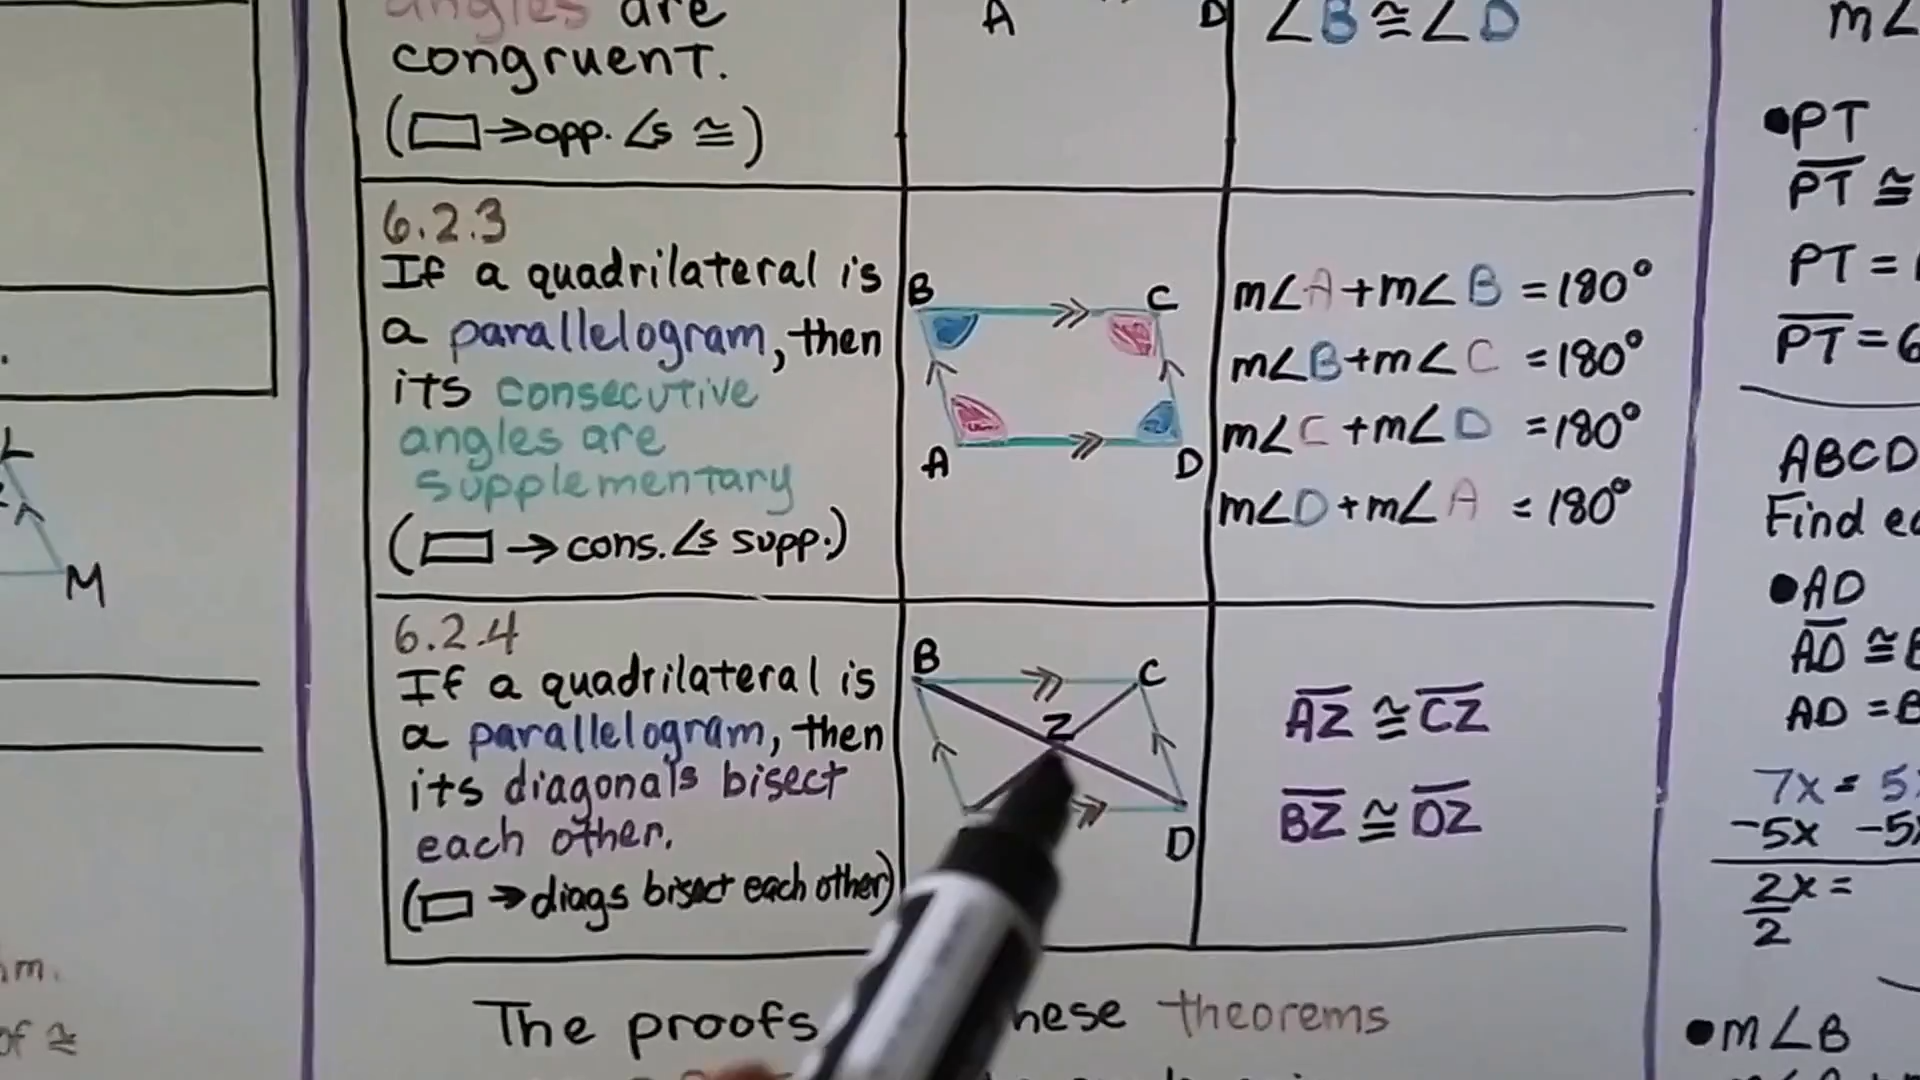 angles are
congruent.
(▭→opp. ∠s ≅)
A
D
∠B≅∠D
6.2.3
If a quadrilateral is
a parallelogram, then
its consecutive
angles are
supplementary
(▭→cons. ∠s supp.)
B
C
A
D
m∠A+m∠B=180°
m∠B+m∠C=180°
m∠C+m∠D=180°
m∠D+m∠A=180°
6.2.4
If a quadrilateral is
a parallelogram, then
its diagonals bisect
each other.
(▭→diags bisect each other)
B
C
Z
D
AZ≅CZ
BZ≅DZ
The proofs
theorems
L
M
m∠
•PT
PT≅
PT=
PT=6
ABCD
Find
•AD
AD≅
AD=B
7x=5
-5x -5
2x=
2
•m∠B
of ≅